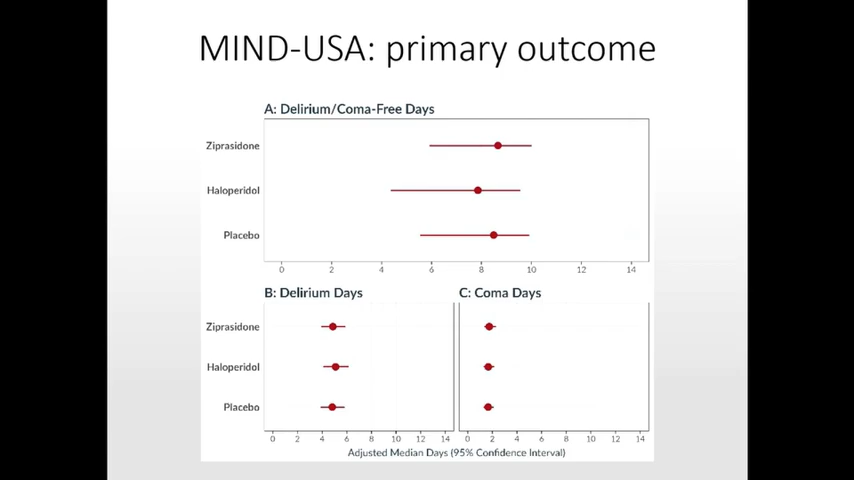 MIND-USA: primary outcome
A: Delirium/Coma-Free Days
Ziprasidone
Haloperidol
Placebo
0 2 4 6 8 10 12 14
B: Delirium Days C: Coma Days
Ziprasidone
Haloperidol
Placebo
0 2 4 6 8 10 12 14 0 2 4 6 8 10 12 14
Adjusted Median Days (95% Confidence Interval)